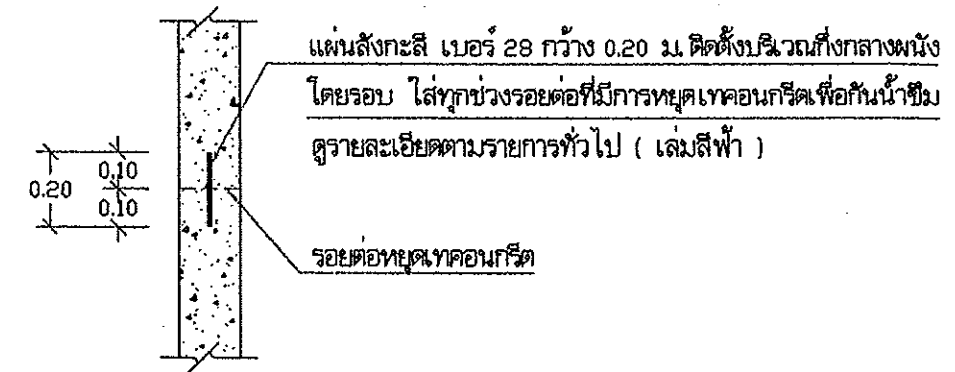 แผ่นสังกะสี เบอร์ 28 กว้าง 0.20 ม. ติดตั้งบริเวณกึ่งกลางผนัง
โดยรอบ ใส่ทุกช่วงรอยต่อที่มีการหยุดเทคอนกรีตเพื่อกันน้ำซึม
ดูรายละเอียดตามรายการทั่วไป ( เล่มสีฟ้า )
0.20
0.10
0.10
รอยต่อหยุดเทคอนกรีต